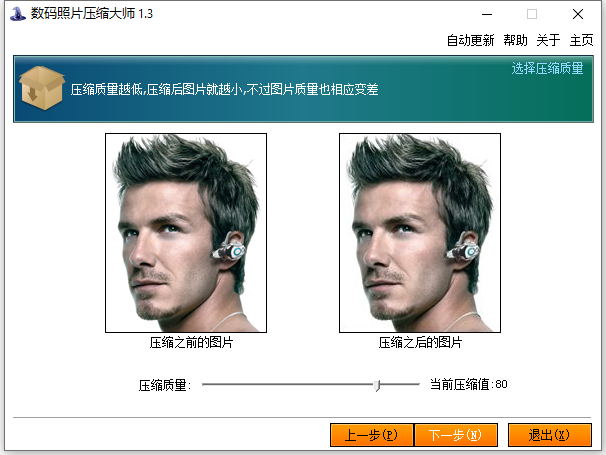 数码照片压缩大师 1.3
自动更新 帮助 关于 主页
选择压缩质量
压缩质量越低,压缩后图片就越小,不过图片质量也相应变差
压缩之前的图片 压缩之后的图片
压缩质量: 当前压缩值:80
上一步(P) 下一步(N) 退出(X)